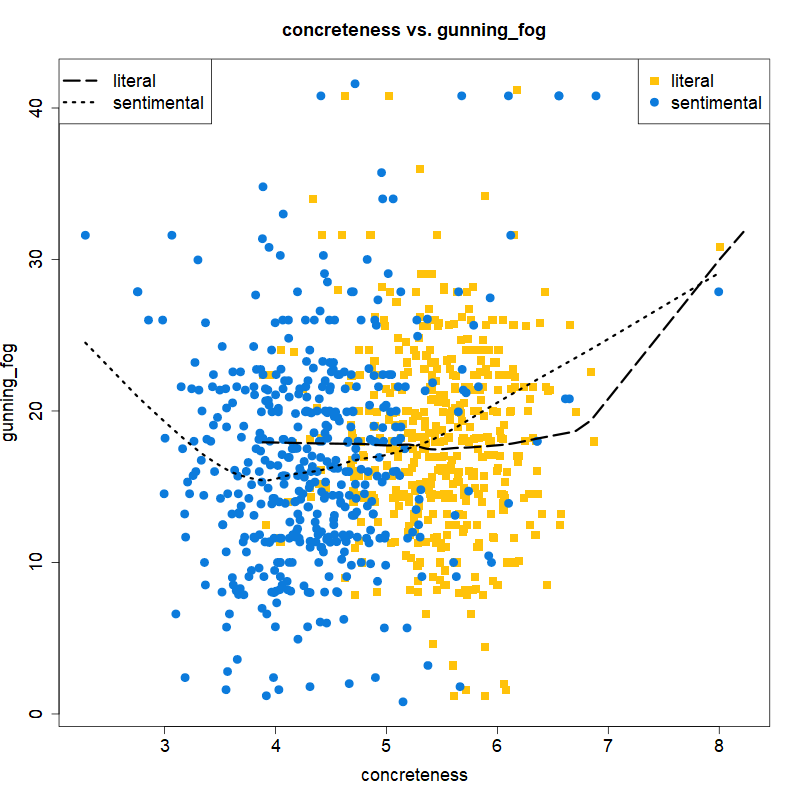 concreteness vs. gunning_fog
literal
sentimental
literal
sentimental
gunning_fog
40
30
20
10
0
3 4 5 6 7 8
concreteness